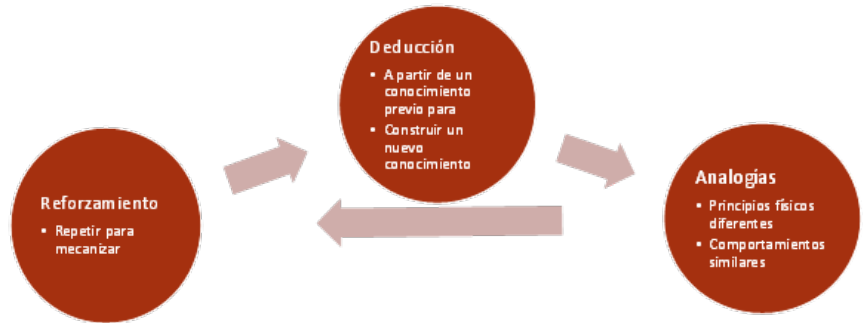 Reforzamiento
• Repetir para
mecanizar
Deducción
• A partir de un
conocimiento
previo para
• Construir un
nuevo
conocimiento
Analogías
• Principios físicos
diferentes
• Comportamientos
similares